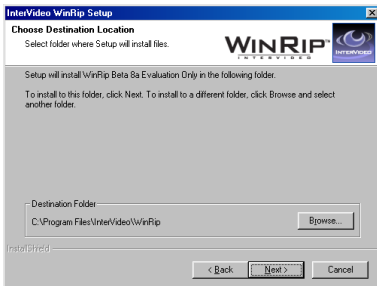 InterVideo WinRip Setup
Choose Destination Location
Select folder where Setup will install files.
WINRIP
INTERVIDEO
INTERVIDEO
Setup will install WinRip Beta 8a Evaluation Only in the following folder.
To install to this folder, click Next. To install to a different folder, click Browse and select
another folder.
Destination Folder
C:\Program Files\InterVideo\WinRip
Browse...
InstallShield
< Back
Next >
Cancel